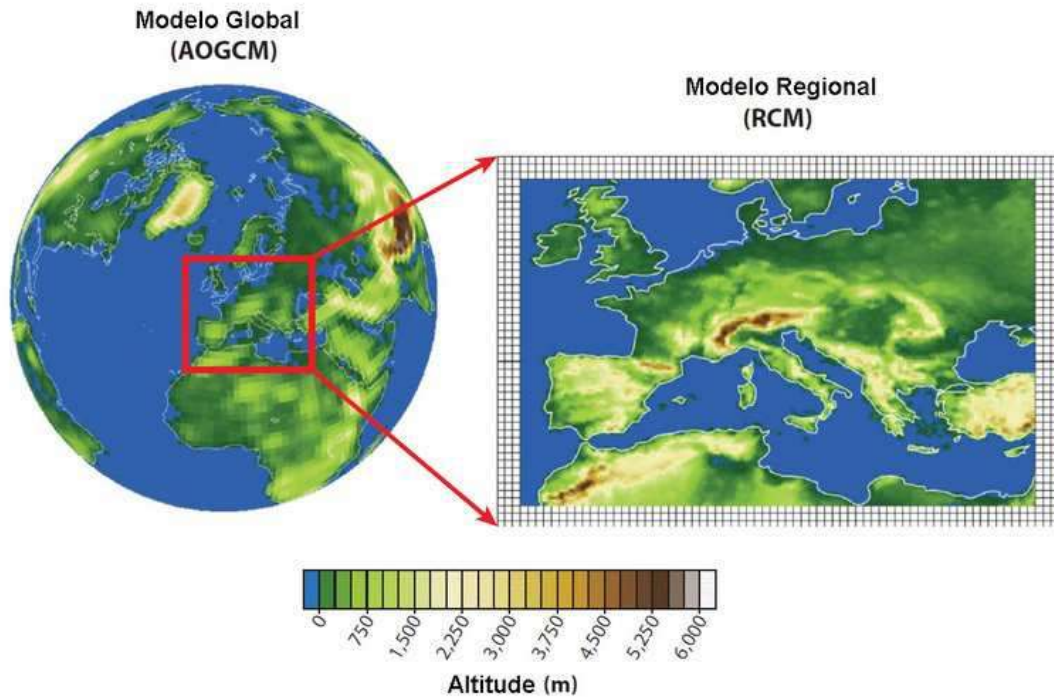 Modelo Global
(AOGCM)
Modelo Regional
(RCM)
0
750
1,500
2,250
3,000
3,750
4,500
5,250
6,000
Altitude (m)